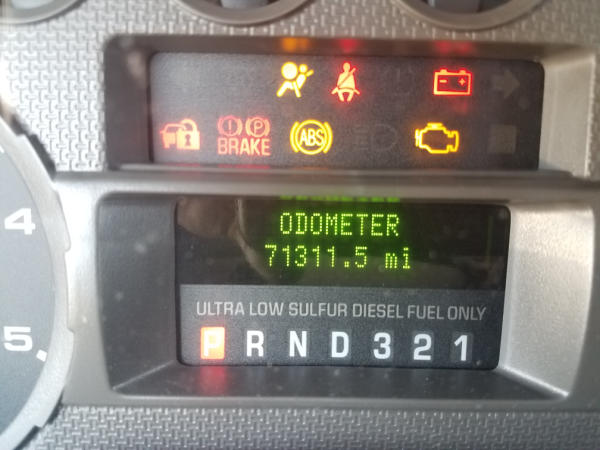 (!) (P)
BRAKE
ABS
4
5
ODOMETER
71311.5 mi
ULTRA LOW SULFUR DIESEL FUEL ONLY
P R N D 3 2 1